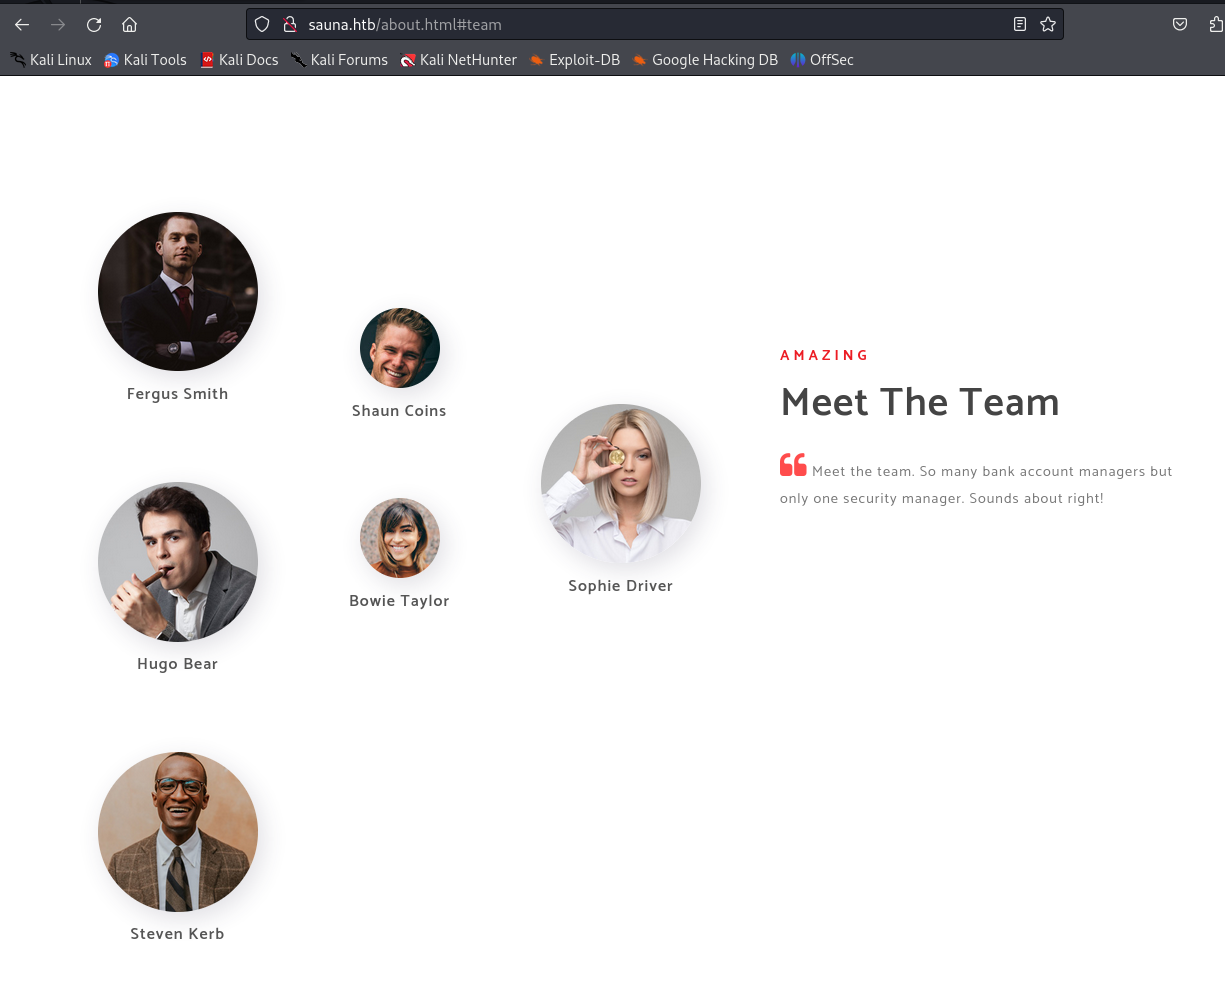 sauna.htb/about.html#team
Kali Linux Kali Tools Kali Docs Kali Forums Kali NetHunter Exploit-DB Google Hacking DB OffSec
Fergus Smith
Shaun Coins
Hugo Bear
Bowie Taylor
Sophie Driver
Steven Kerb
AMAZING
Meet The Team
Meet the team. So many bank account managers but
only one security manager. Sounds about right!